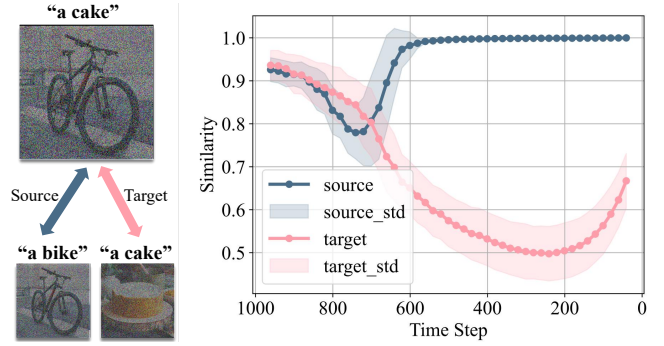 “a cake”
Source
Target
“a bike” “a cake”
Similarity
1.0
0.9
0.8
0.7
0.6
0.5
source
source_std
target
target_std
1000 800 600 400 200 0
Time Step